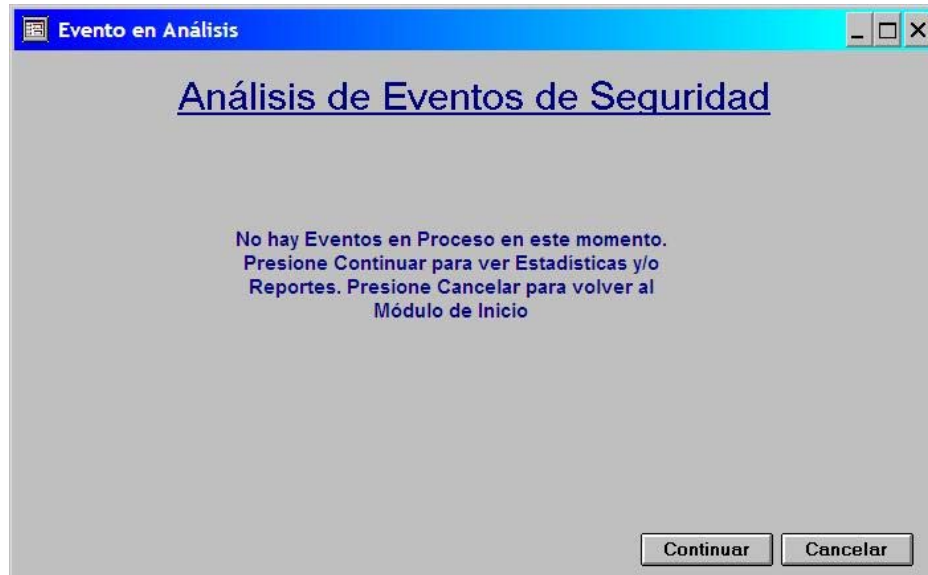 Evento en Análisis
Análisis de Eventos de Seguridad
No hay Eventos en Proceso en este momento.
Presione Continuar para ver Estadísticas y/o
Reportes. Presione Cancelar para volver al
Módulo de Inicio
Continuar
Cancelar